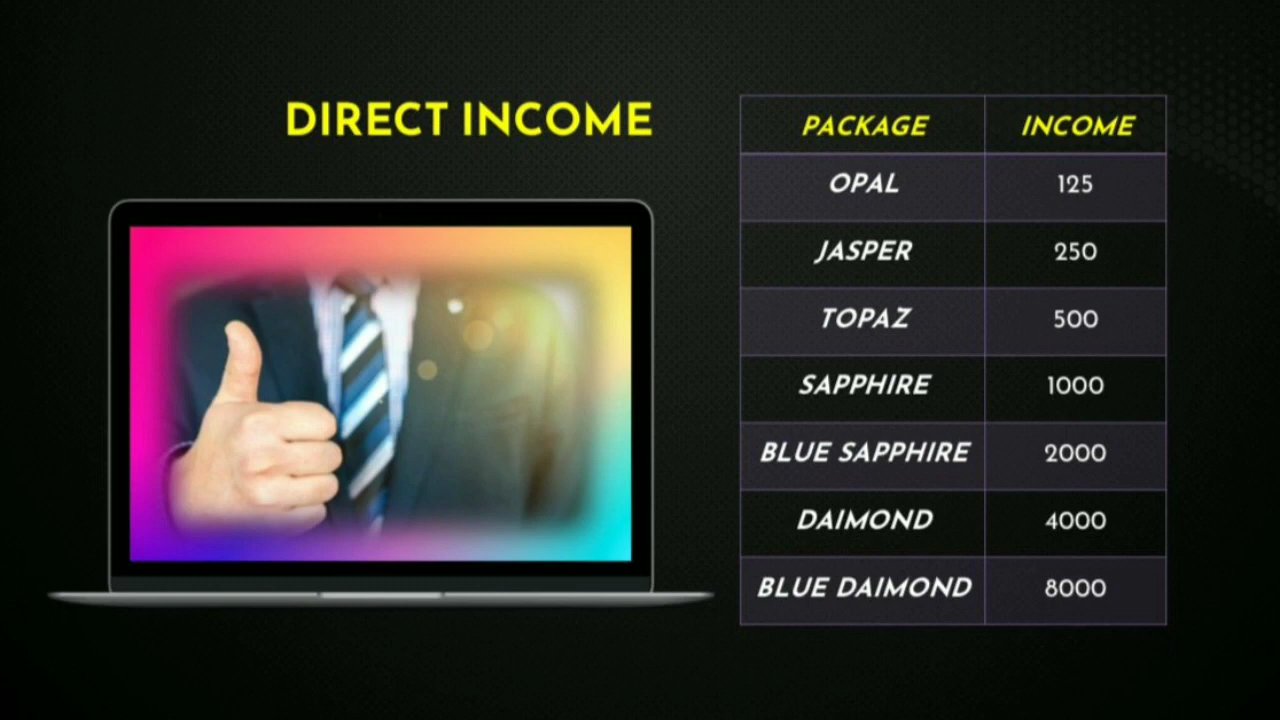 DIRECT INCOME
PACKAGE INCOME
OPAL 125
JASPER 250
TOPAZ 500
SAPPHIRE 1000
BLUE SAPPHIRE 2000
DAIMOND 4000
BLUE DAIMOND 8000